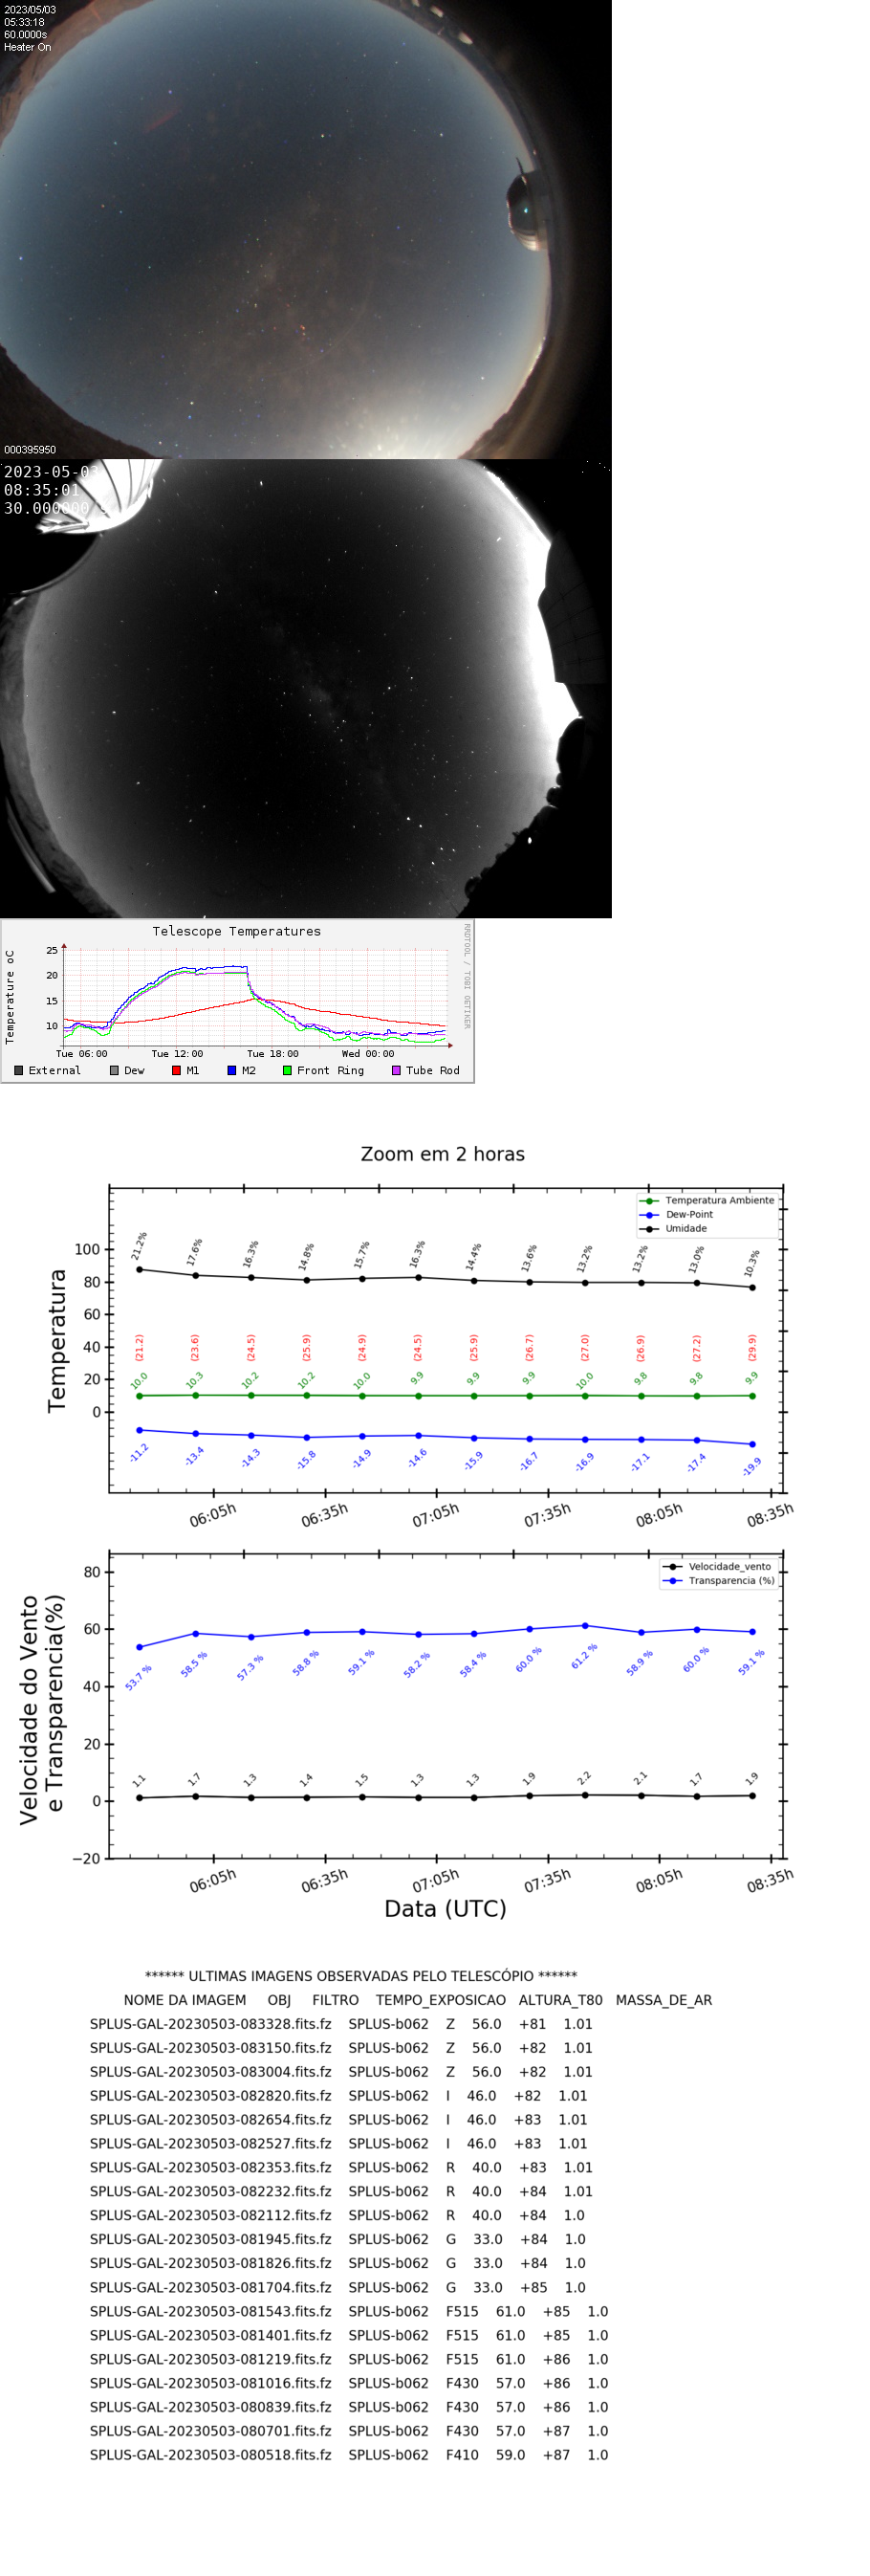 2023/05/03
05:33:18
60.0000s
Heater On
000395950
2023-05-03
08:35:01
30.000000 s
Telescope Temperatures
Temperature oC
RRDTOOL / TOBI OETIKER
25
20
15
10
Tue 06:00 Tue 12:00 Tue 18:00 Wed 00:00
External Dew M1 M2 Front Ring Tube Rod
Zoom em 2 horas
Temperatura
Temperatura Ambiente
Dew-Point
Umidade
100
80
60
40
20
0
21.2% 17.6% 16.3% 14.8% 15.7% 16.3% 14.4% 13.6% 13.2% 13.2% 13.0% 10.3%
(21.2) (23.6) (24.5) (25.9) (24.9) (24.5) (25.9) (26.7) (27.0) (26.9) (27.2) (29.9)
10.0 10.3 10.2 10.2 10.0 9.9 9.9 9.9 10.0 9.8 9.8 9.9
-11.2 -13.4 -14.3 -15.8 -14.9 -14.6 -15.9 -16.7 -16.9 -17.1 -17.4 -19.9
06:05h 06:35h 07:05h 07:35h 08:05h 08:35h
Velocidade do Vento
e Transparencia(%)
Velocidade_vento
Transparencia (%)
80
60
40
20
0
−20
53.7 % 58.5 % 57.3 % 58.8 % 59.1 % 58.2 % 58.4 % 60.0 % 61.2 % 58.9 % 60.0 % 59.1 %
1.1 1.7 1.3 1.4 1.5 1.3 1.3 1.9 2.2 2.1 1.7 1.9
06:05h 06:35h 07:05h 07:35h 08:05h 08:35h
Data (UTC)
****** ULTIMAS IMAGENS OBSERVADAS PELO TELESCÓPIO ******
NOME DA IMAGEM OBJ FILTRO TEMPO_EXPOSICAO ALTURA_T80 MASSA_DE_AR
SPLUS-GAL-20230503-083328.fits.fz SPLUS-b062 Z 56.0 +81 1.01
SPLUS-GAL-20230503-083150.fits.fz SPLUS-b062 Z 56.0 +82 1.01
SPLUS-GAL-20230503-083004.fits.fz SPLUS-b062 Z 56.0 +82 1.01
SPLUS-GAL-20230503-082820.fits.fz SPLUS-b062 I 46.0 +82 1.01
SPLUS-GAL-20230503-082654.fits.fz SPLUS-b062 I 46.0 +83 1.01
SPLUS-GAL-20230503-082527.fits.fz SPLUS-b062 I 46.0 +83 1.01
SPLUS-GAL-20230503-082353.fits.fz SPLUS-b062 R 40.0 +83 1.01
SPLUS-GAL-20230503-082232.fits.fz SPLUS-b062 R 40.0 +84 1.01
SPLUS-GAL-20230503-082112.fits.fz SPLUS-b062 R 40.0 +84 1.0
SPLUS-GAL-20230503-081945.fits.fz SPLUS-b062 G 33.0 +84 1.0
SPLUS-GAL-20230503-081826.fits.fz SPLUS-b062 G 33.0 +84 1.0
SPLUS-GAL-20230503-081704.fits.fz SPLUS-b062 G 33.0 +85 1.0
SPLUS-GAL-20230503-081543.fits.fz SPLUS-b062 F515 61.0 +85 1.0
SPLUS-GAL-20230503-081401.fits.fz SPLUS-b062 F515 61.0 +85 1.0
SPLUS-GAL-20230503-081219.fits.fz SPLUS-b062 F515 61.0 +86 1.0
SPLUS-GAL-20230503-081016.fits.fz SPLUS-b062 F430 57.0 +86 1.0
SPLUS-GAL-20230503-080839.fits.fz SPLUS-b062 F430 57.0 +86 1.0
SPLUS-GAL-20230503-080701.fits.fz SPLUS-b062 F430 57.0 +87 1.0
SPLUS-GAL-20230503-080518.fits.fz SPLUS-b062 F410 59.0 +87 1.0